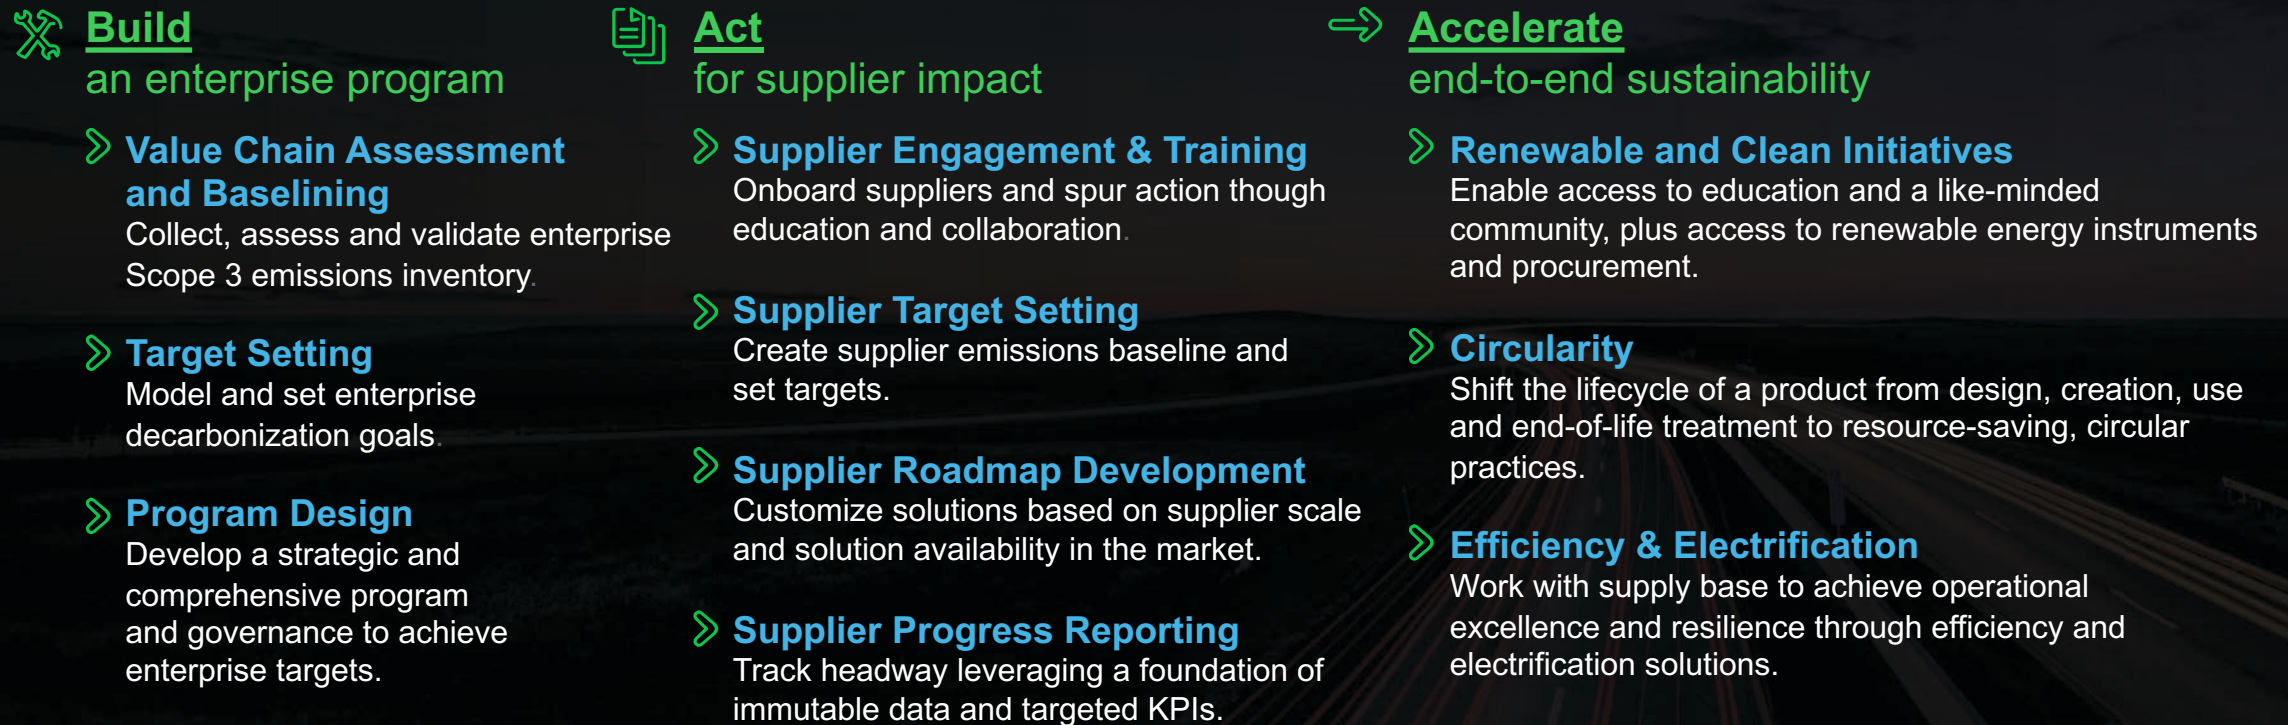 Build
an enterprise program
Value Chain Assessment
and Baselining
Collect, assess and validate enterprise
Scope 3 emissions inventory.
Target Setting
Model and set enterprise
decarbonization goals.
Program Design
Develop a strategic and
comprehensive program
and governance to achieve
enterprise targets.
Act
for supplier impact
Supplier Engagement & Training
Onboard suppliers and spur action though
education and collaboration.
Supplier Target Setting
Create supplier emissions baseline and
set targets.
Supplier Roadmap Development
Customize solutions based on supplier scale
and solution availability in the market.
Supplier Progress Reporting
Track headway leveraging a foundation of
immutable data and targeted KPIs.
Accelerate
end-to-end sustainability
Renewable and Clean Initiatives
Enable access to education and a like-minded
community, plus access to renewable energy instruments
and procurement.
Circularity
Shift the lifecycle of a product from design, creation, use
and end-of-life treatment to resource-saving, circular
practices.
Efficiency & Electrification
Work with supply base to achieve operational
excellence and resilience through efficiency and
electrification solutions.